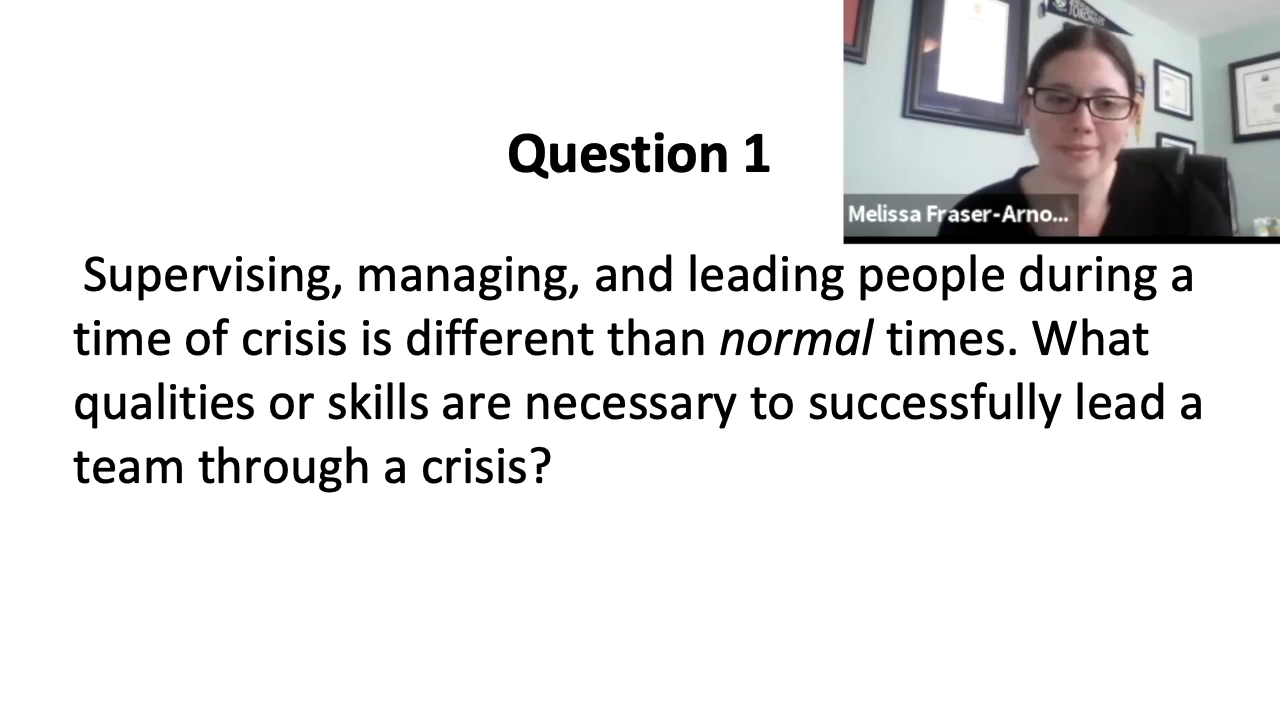 TORONTO
Question 1
Melissa Fraser-Arno...
Supervising, managing, and leading people during a
time of crisis is different than normal times. What
qualities or skills are necessary to successfully lead a
team through a crisis?